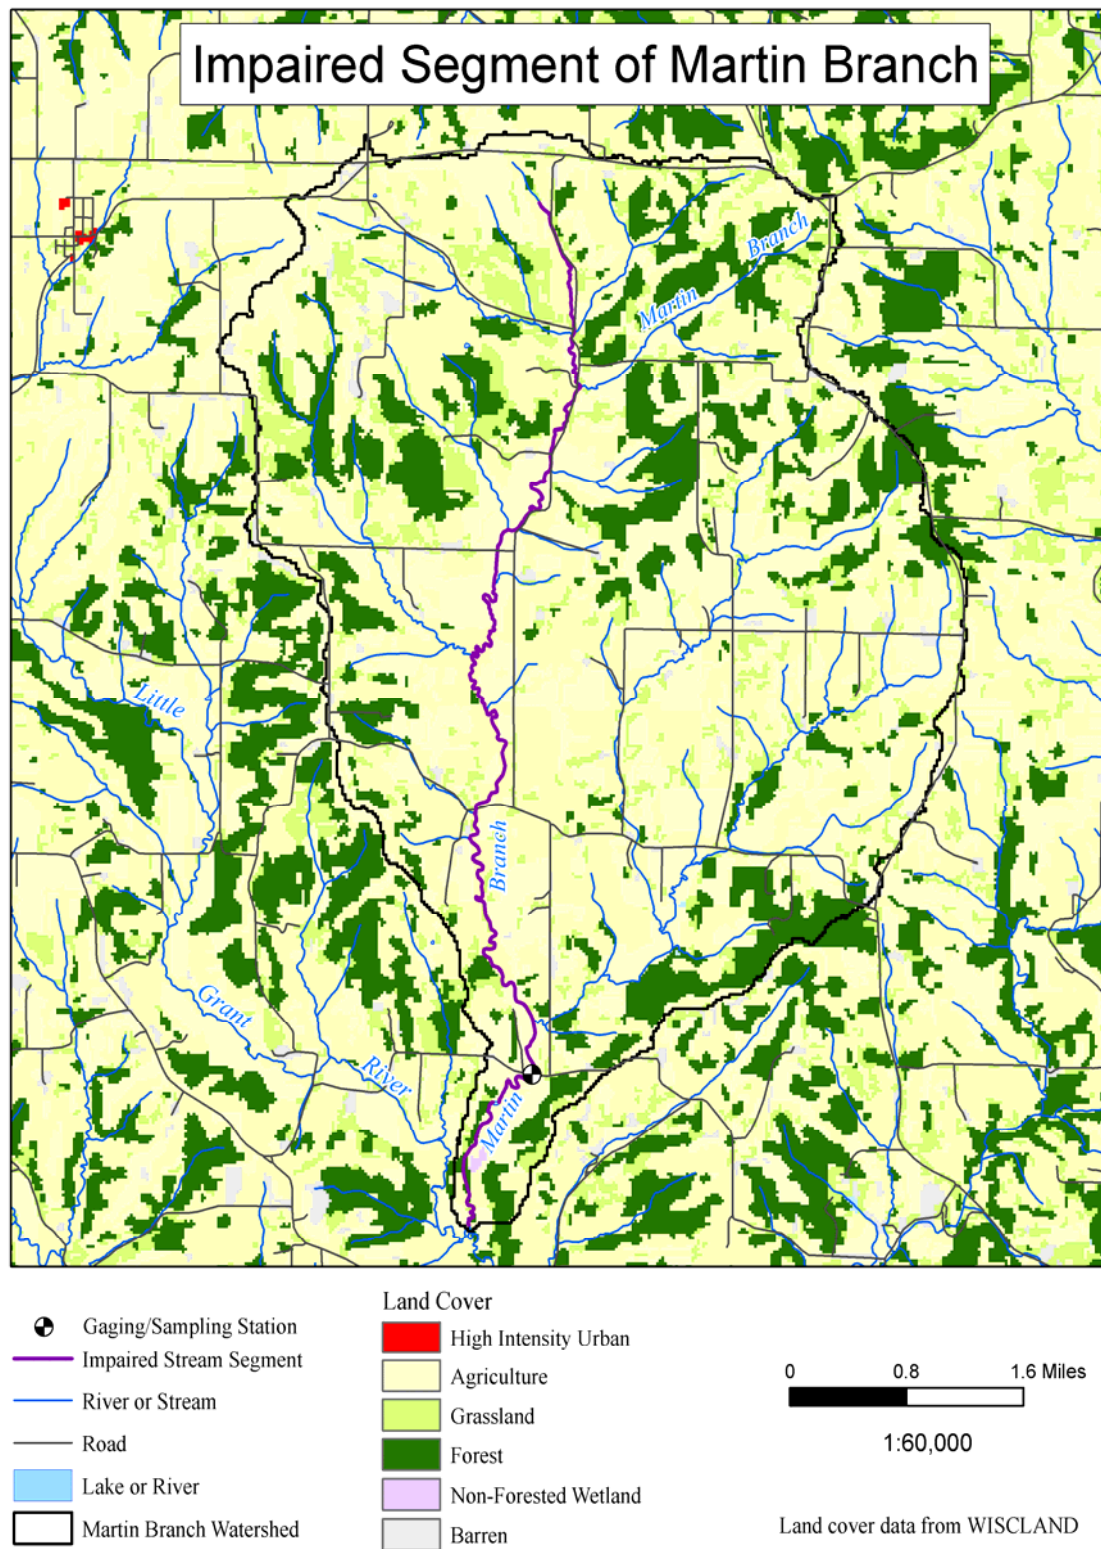 Impaired Segment of Martin Branch
Branch
Martin
Little
Branch
Grant
River
Martin
Gaging/Sampling Station
Impaired Stream Segment
River or Stream
Road
Lake or River
Martin Branch Watershed
Land Cover
High Intensity Urban
Agriculture
Grassland
Forest
Non-Forested Wetland
Barren
0 0.8 1.6 Miles
1:60,000
Land cover data from WISCLAND